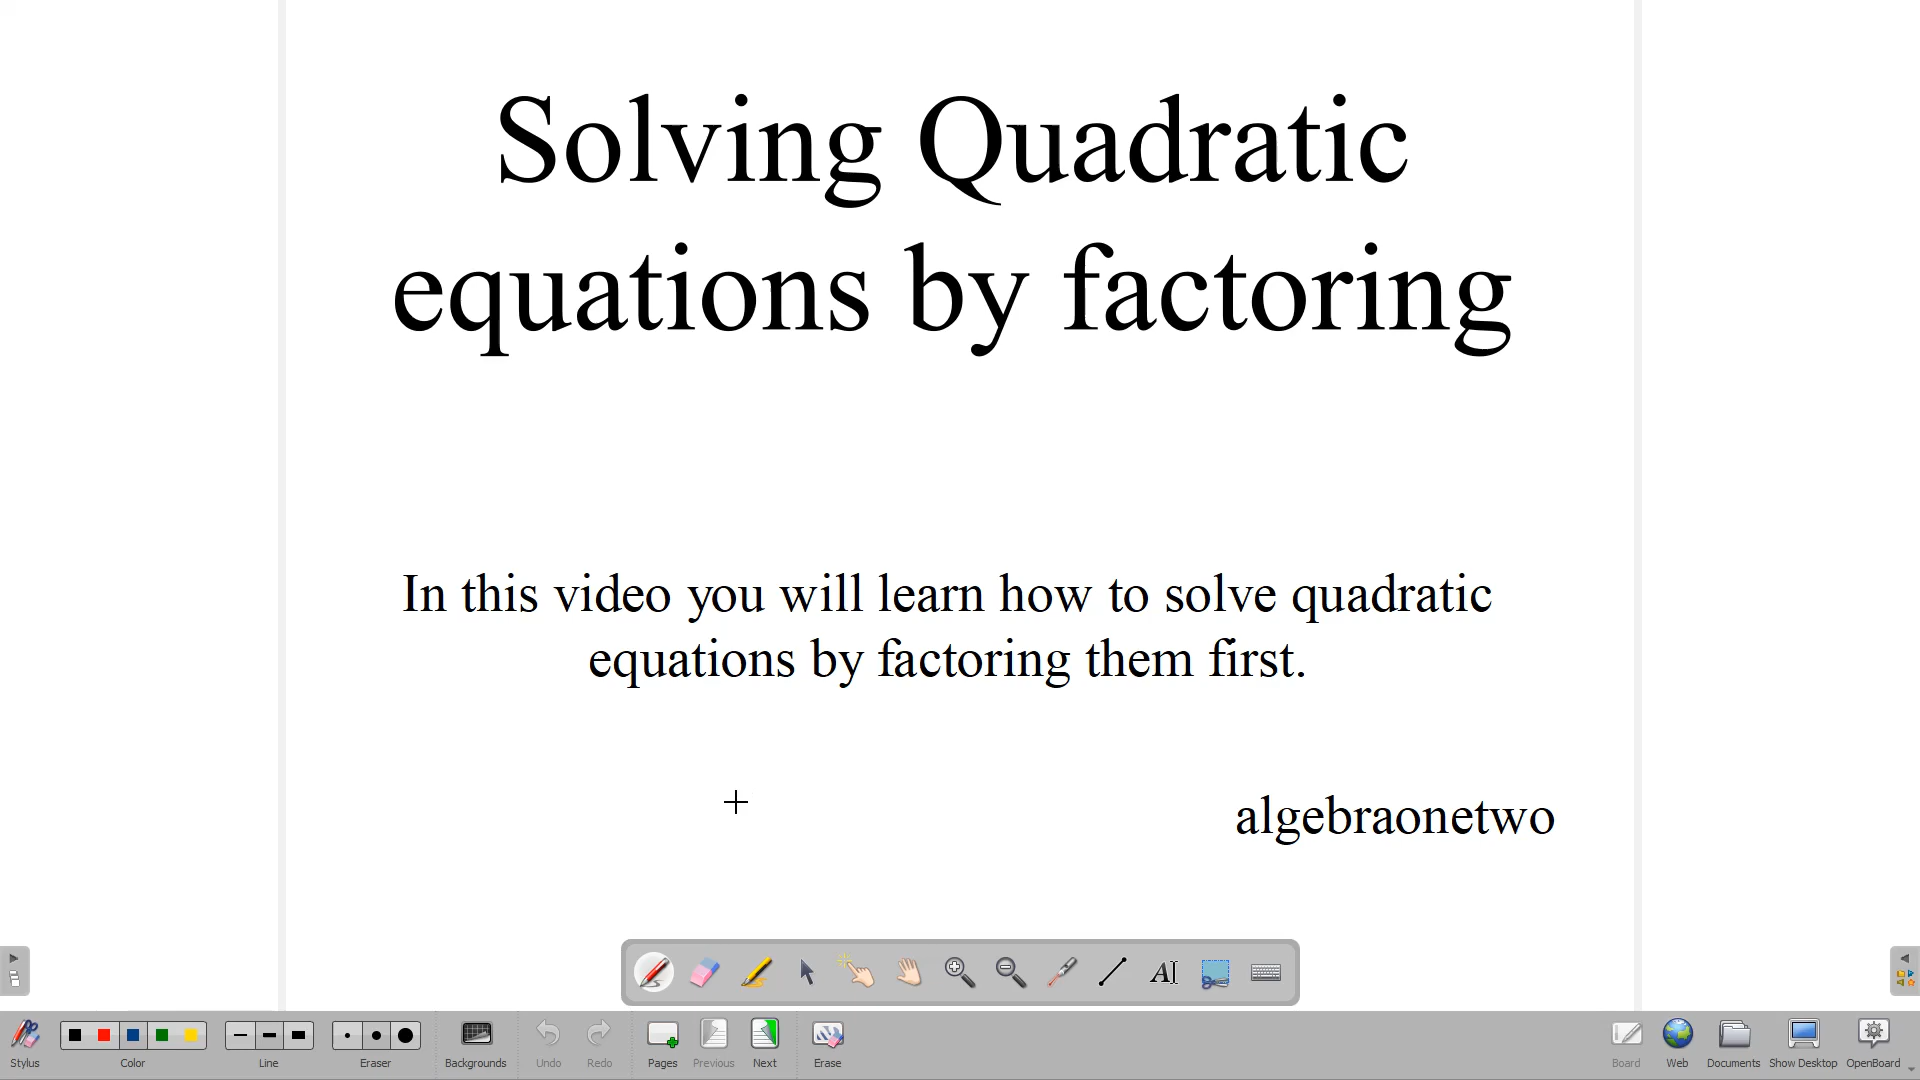 Solving Quadratic
equations by factoring
In this video you will learn how to solve quadratic
equations by factoring them first.
algebraonetwo
AI
Stylus
Color
Line
Eraser
Backgrounds
Undo
Redo
Pages
Previous
Next
Erase
Board
Web
Documents
Show Desktop
OpenBoard